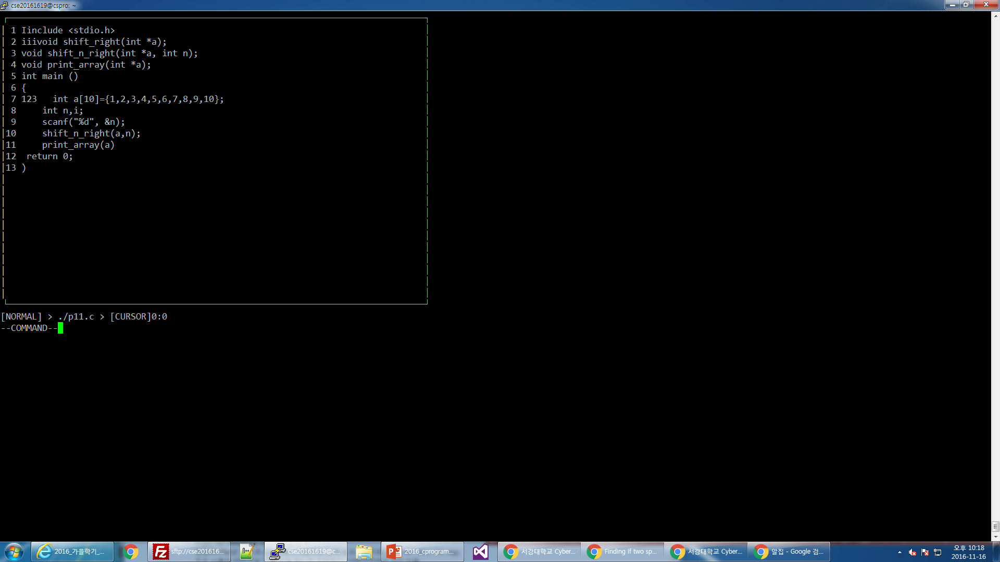 cse20161619@cspro: ~
1 Iinclude <stdio.h>
2 iiivoid shift_right(int *a);
3 void shift_n_right(int *a, int n);
4 void print_array(int *a);
5 int main ()
6 {
7 123   int a[10]={1,2,3,4,5,6,7,8,9,10};
8     int n,i;
9     scanf("%d", &n);
10     shift_n_right(a,n);
11     print_array(a)
12  return 0;
13 )
[NORMAL] > ./p11.c > [CURSOR]0:0
--COMMAND--
2016_가을학기_...
sftp://cse201616...
cse20161619@c...
2016_cprogram...
서강대학교 Cyber...
Finding if two sp...
서강대학교 Cyber...
알집 - Google 검...
오후 10:18
2016-11-16